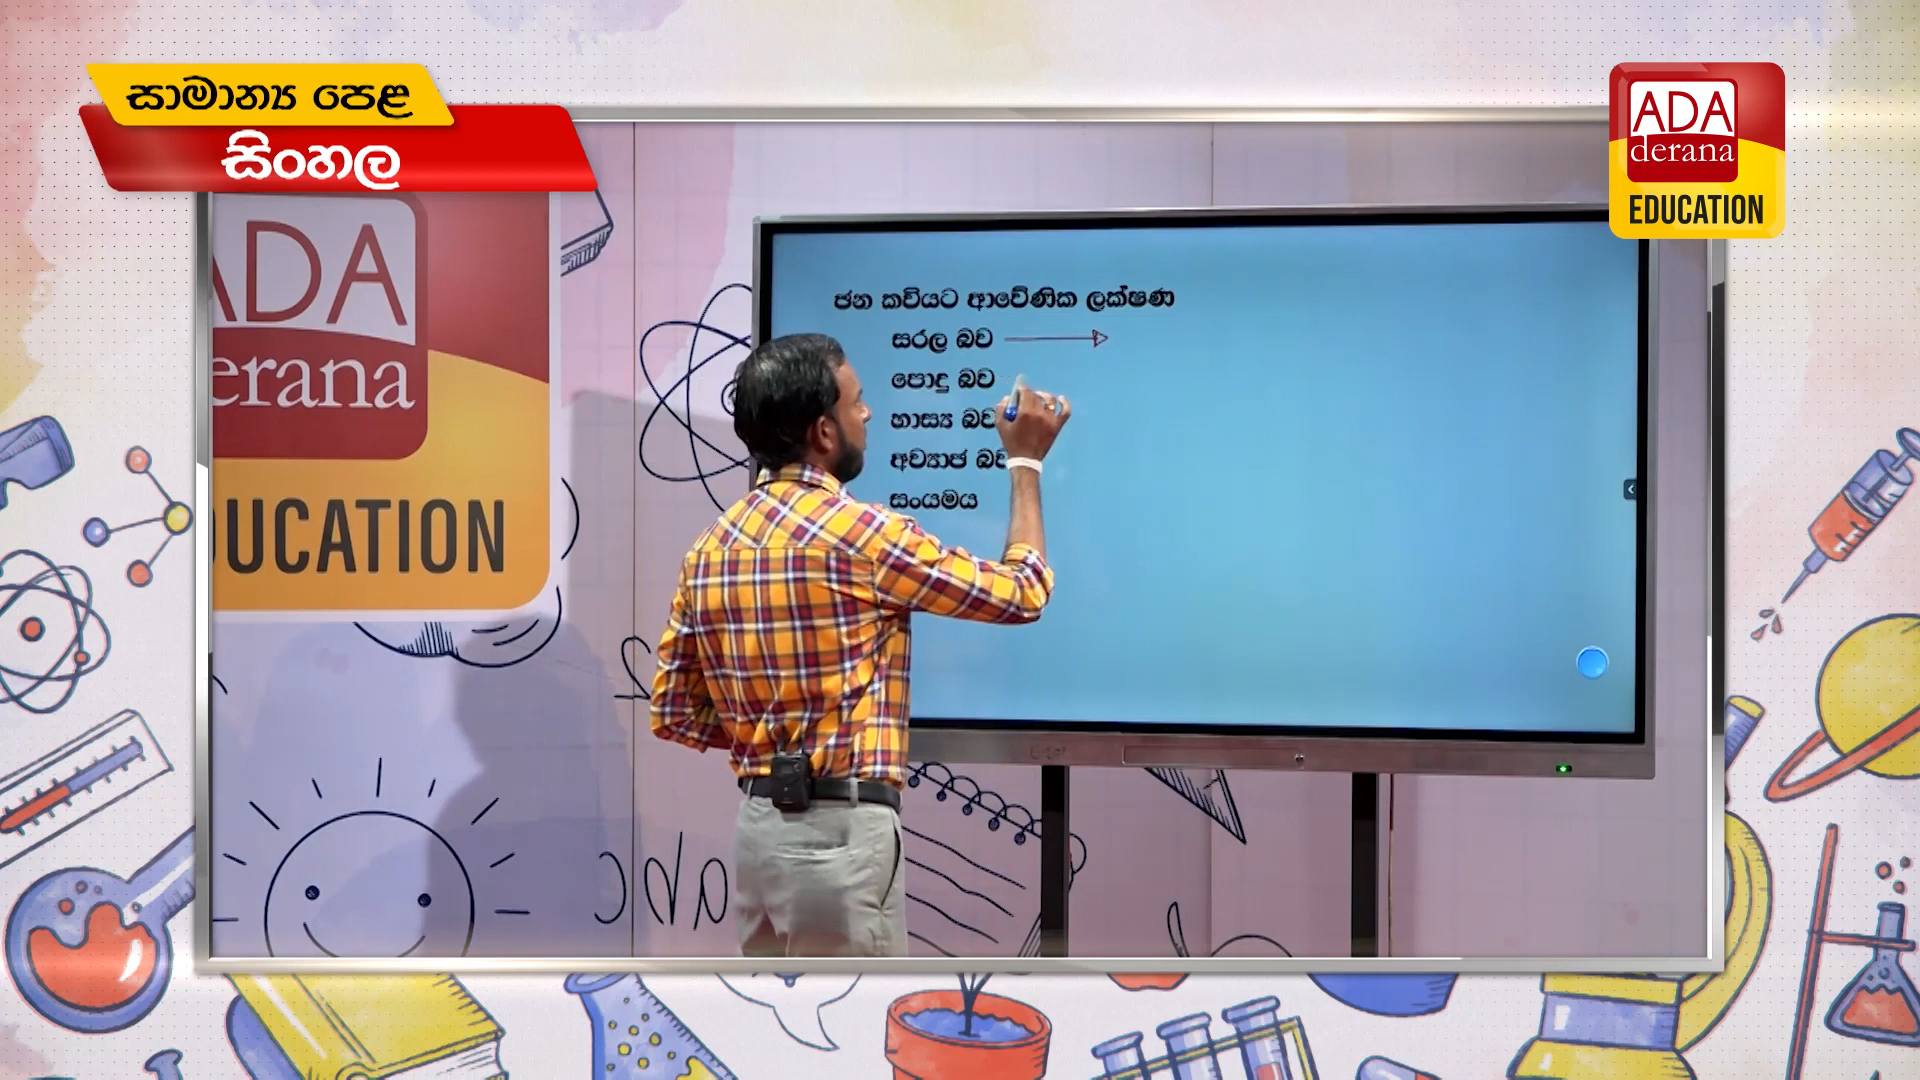 සාමාන්‍ය පෙළ
සිංහල
ADA
derana
EDUCATION
ADA
derana
UCATION
ජන කවියට ආවේණික ලක්ෂණ
සරල බව
පොදු බව
හාස්‍ය බව
අව්‍යාජ බව
සංයමය